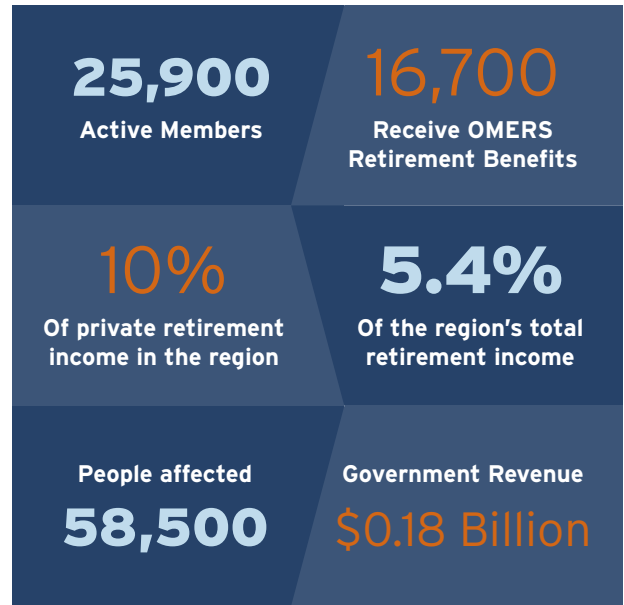 25,900
Active Members
16,700
Receive OMERS
Retirement Benefits
10%
Of private retirement
income in the region
5.4%
Of the region's total
retirement income
People affected
58,500
Government Revenue
$0.18 Billion